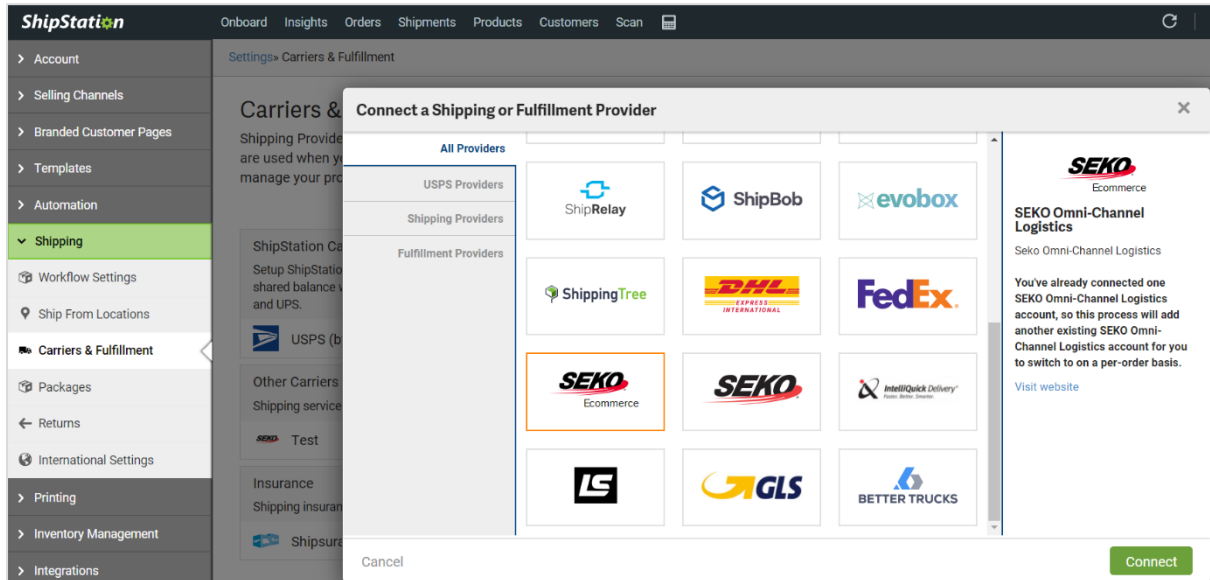 ShipStation
Onboard Insights Orders Shipments Products Customers Scan
Account
Selling Channels
Branded Customer Pages
Templates
Automation
Shipping
Workflow Settings
Ship From Locations
Carriers & Fulfillment
Packages
Returns
International Settings
Printing
Inventory Management
Integrations
Settings» Carriers & Fulfillment
Carriers &
Shipping Provide
are used when y
manage your pro
ShipStation Ca
Setup ShipStatio
shared balance
and UPS.
USPS (b
Other Carriers
Shipping service
SEKO Test
Insurance
Shipping insuran
Shipsura
Connect a Shipping or Fulfillment Provider
All Providers
USPS Providers
Shipping Providers
Fulfillment Providers
ShipRelay
ShipBob
evobox
ShippingTree
DHL
EXPRESS
INTERNATIONAL
FedEx.
SEKO
Ecommerce
SEKO
IntelliQuick Delivery
Faster. Better. Smarter.
LS
GLS
BETTER TRUCKS
SEKO
Ecommerce
SEKO Omni-Channel
Logistics
Seko Omni-Channel Logistics
You've already connected one
SEKO Omni-Channel Logistics
account, so this process will add
another existing SEKO Omni-
Channel Logistics account for you
to switch to on a per-order basis.
Visit website
Cancel
Connect